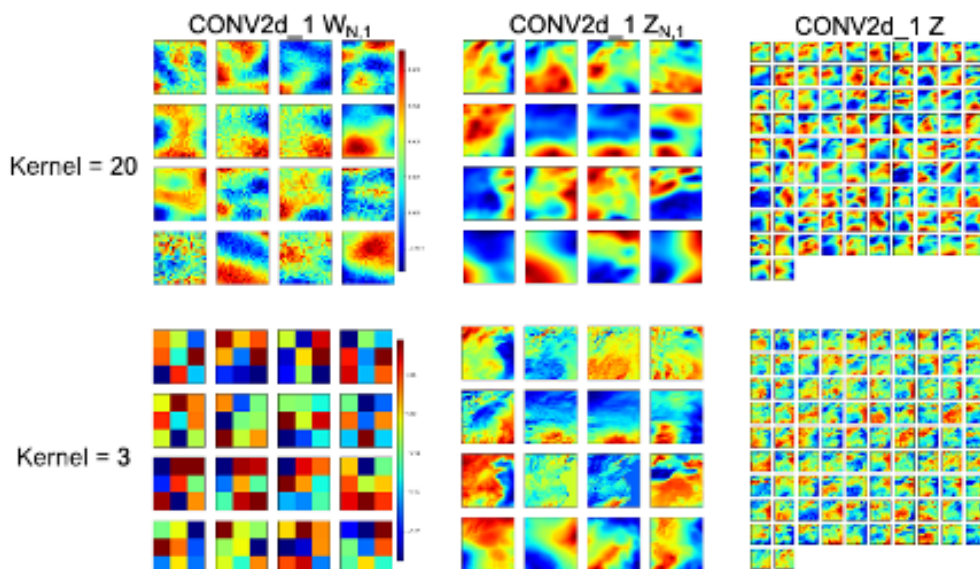 CONV2d_1 W_N,1
CONV2d_1 Z_N,1
CONV2d_1 Z
Kernel = 20
Kernel = 3